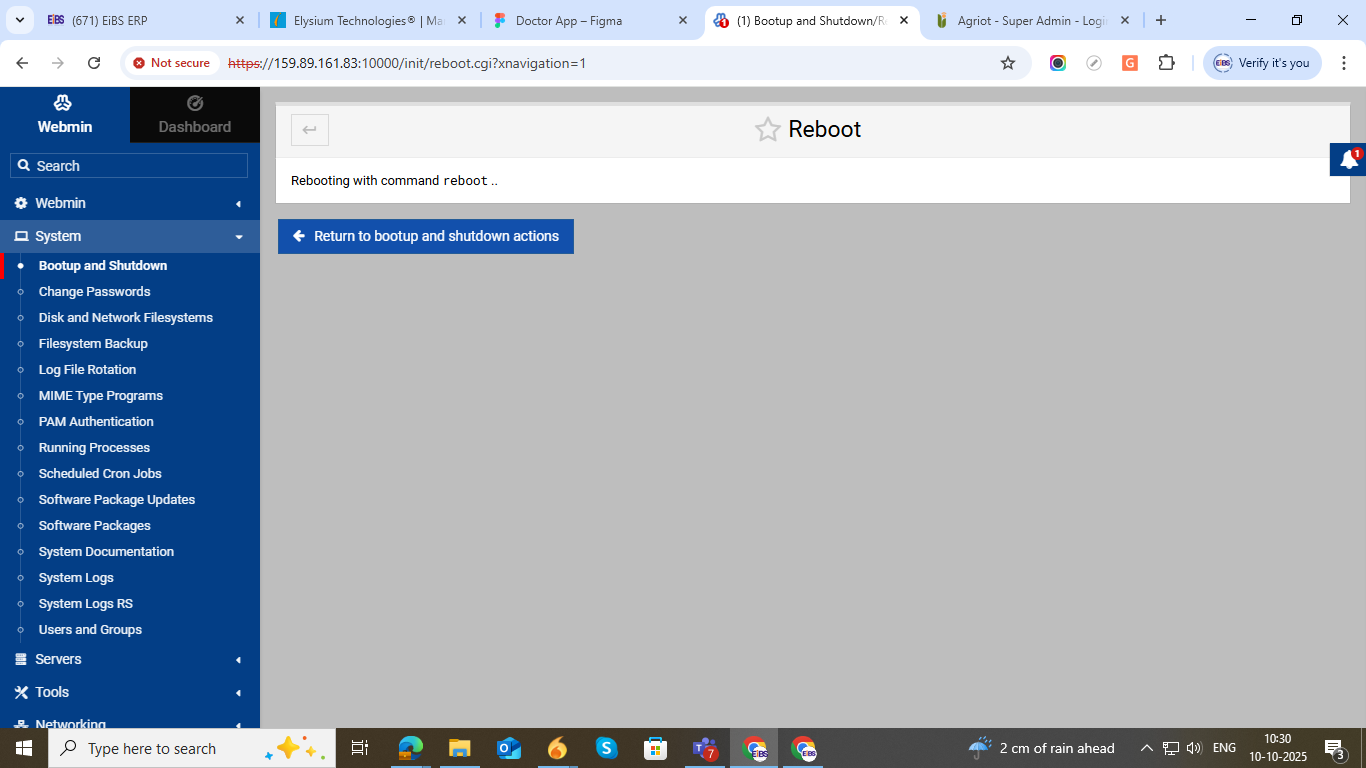 (671) EiBS ERP
Elysium Technologies® | Ma
Doctor App – Figma
(1) Bootup and Shutdown/R
Agriot - Super Admin - Login
Not secure
https://159.89.161.83:10000/init/reboot.cgi?xnavigation=1
Verify it's you
Webmin
Dashboard
Search
Webmin
System
Bootup and Shutdown
Change Passwords
Disk and Network Filesystems
Filesystem Backup
Log File Rotation
MIME Type Programs
PAM Authentication
Running Processes
Scheduled Cron Jobs
Software Package Updates
Software Packages
System Documentation
System Logs
System Logs RS
Users and Groups
Servers
Tools
Networking
Reboot
1
Rebooting with command reboot ..
Return to bootup and shutdown actions
Type here to search
7
2 cm of rain ahead
ENG
10:30
10-10-2025
3